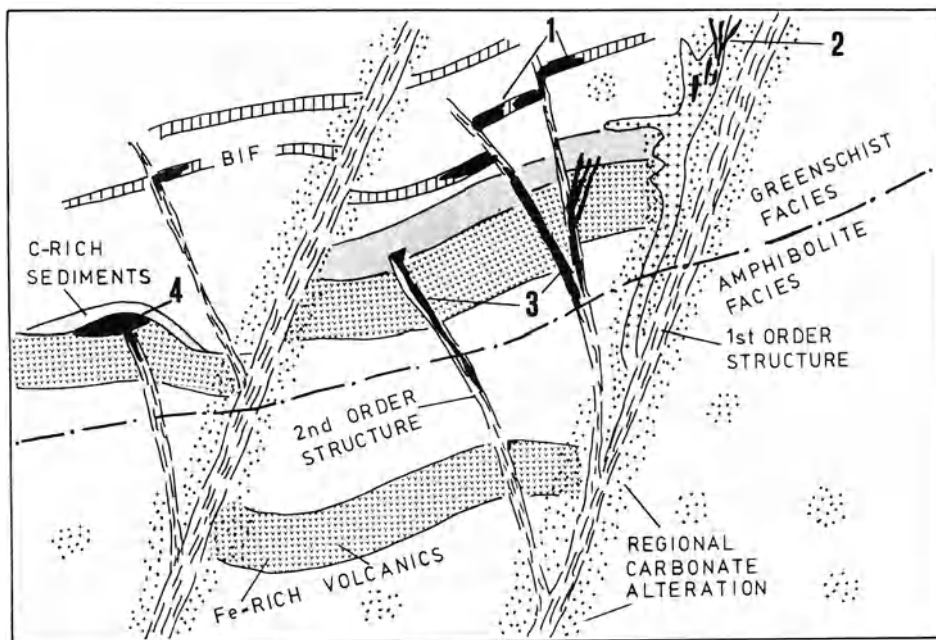 1
2
BIF
GREENSCHIST
FACIES
AMPHIBOLITE
FACIES
C-RICH
SEDIMENTS
4
3
1st ORDER
STRUCTURE
2nd ORDER
STRUCTURE
REGIONAL
CARBONATE
ALTERATION
Fe-RICH VOLCANICS